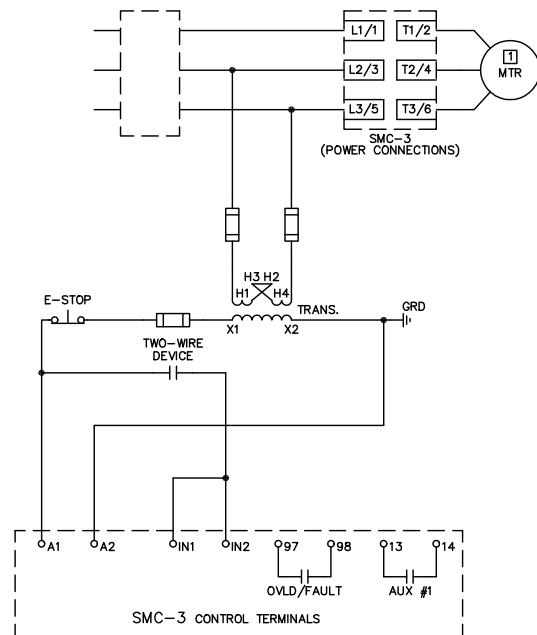 L1/1 T1/2
L2/3 T2/4
L3/5 T3/6
1
MTR
SMC-3
(POWER CONNECTIONS)
H3 H2
H1 H4
E-STOP
TRANS.
GRD
X1 X2
TWO-WIRE
DEVICE
A1 A2 IN1 IN2 97 98 13 14
OVLD/FAULT AUX #1
SMC-3 CONTROL TERMINALS